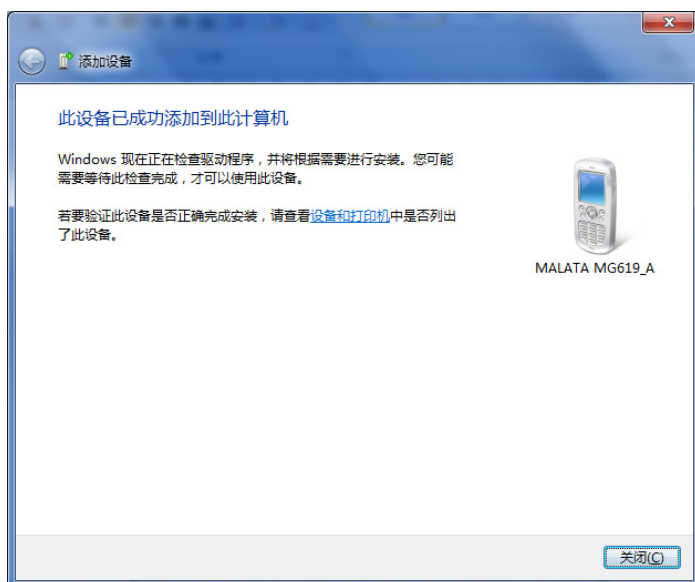 添加设备
此设备已成功添加到此计算机
Windows 现在正在检查驱动程序，并将根据需要进行安装。您可能
需要等待此检查完成，才可以使用此设备。
若要验证此设备是否正确完成安装，请查看设备和打印机中是否列出
了此设备。
MALATA MG619_A
关闭(C)